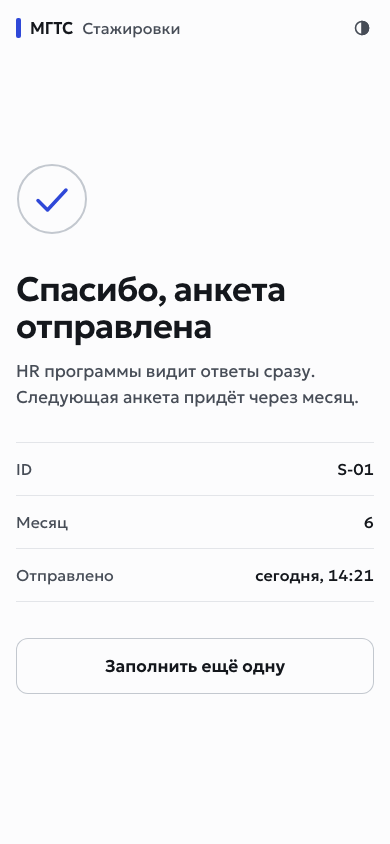 МГТС Стажировки
Спасибо, анкета
отправлена
HR программы видит ответы сразу.
Следующая анкета придёт через месяц.
ID S-01
Месяц 6
Отправлено сегодня, 14:21
Заполнить ещё одну